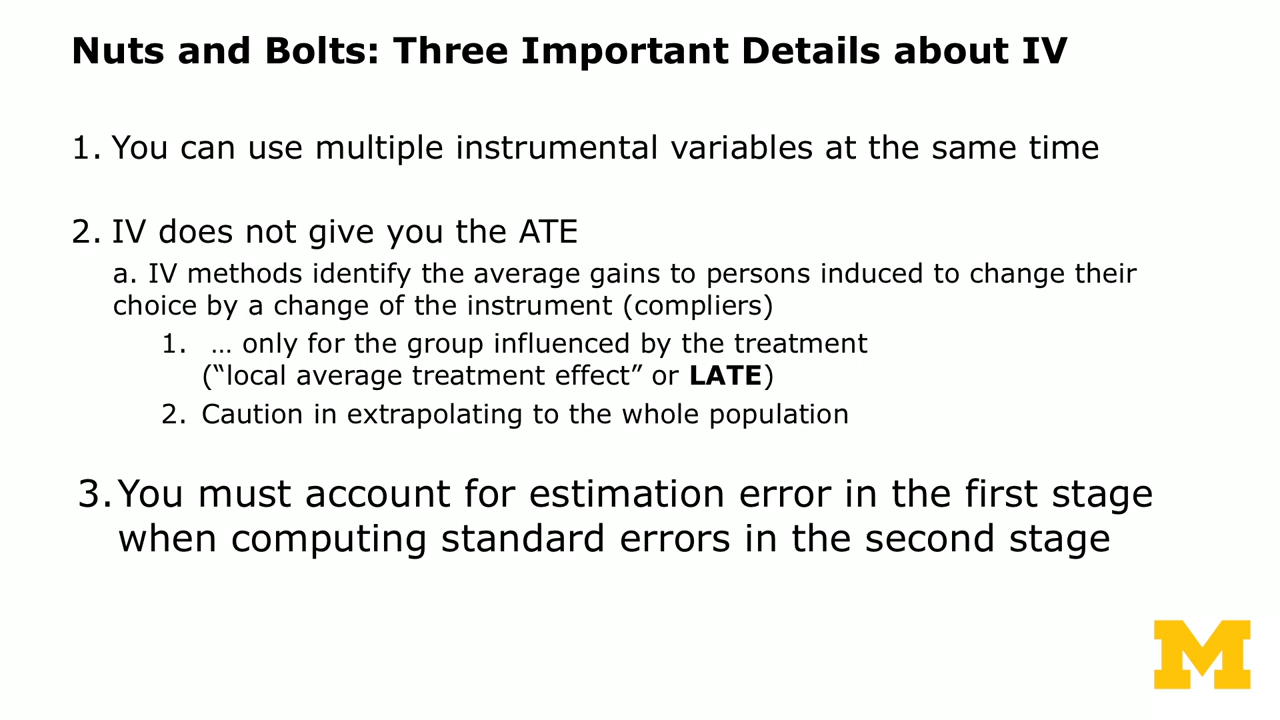 Nuts and Bolts: Three Important Details about IV
1. You can use multiple instrumental variables at the same time
2. IV does not give you the ATE
a. IV methods identify the average gains to persons induced to change their
choice by a change of the instrument (compliers)
1. … only for the group influenced by the treatment
(“local average treatment effect” or LATE)
2. Caution in extrapolating to the whole population
3. You must account for estimation error in the first stage
when computing standard errors in the second stage
M